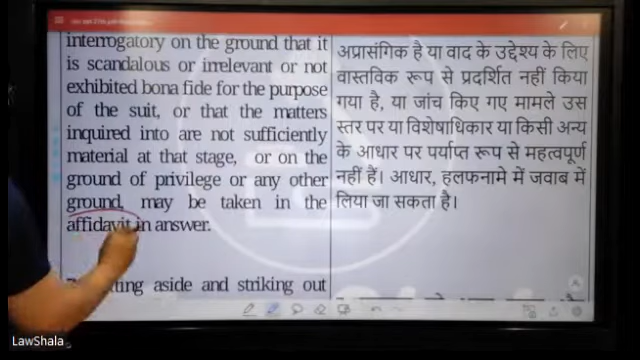 interrogatory on the ground that it
is scandalous or irrelevant or not
exhibited bona fide for the purpose
of the suit, or that the matters
inquired into are not sufficiently
material at that stage, or on the
ground of privilege or any other
ground, may be taken in the
affidavit in answer.
aside and striking out
अप्रासंगिक है या वाद के उद्देश्य के लिए
वास्तविक रूप से प्रदर्शित नहीं किया
गया है, या जांच किए गए मामले उस
स्तर पर या विशेषाधिकार या किसी अन्य
के आधार पर पर्याप्त रूप से महत्वपूर्ण
नहीं हैं। आधार, हलफनामे में जवाब में
लिया जा सकता है।
LawShala